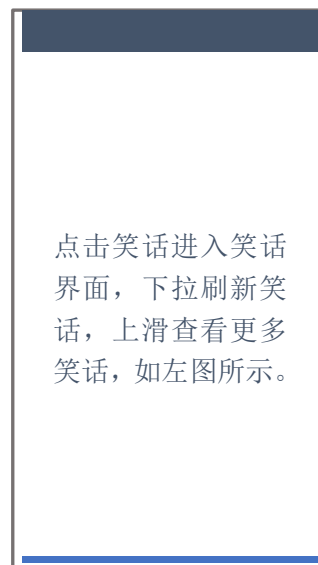 点击笑话进入笑话
界面，下拉刷新笑
话，上滑查看更多
笑话，如左图所示。